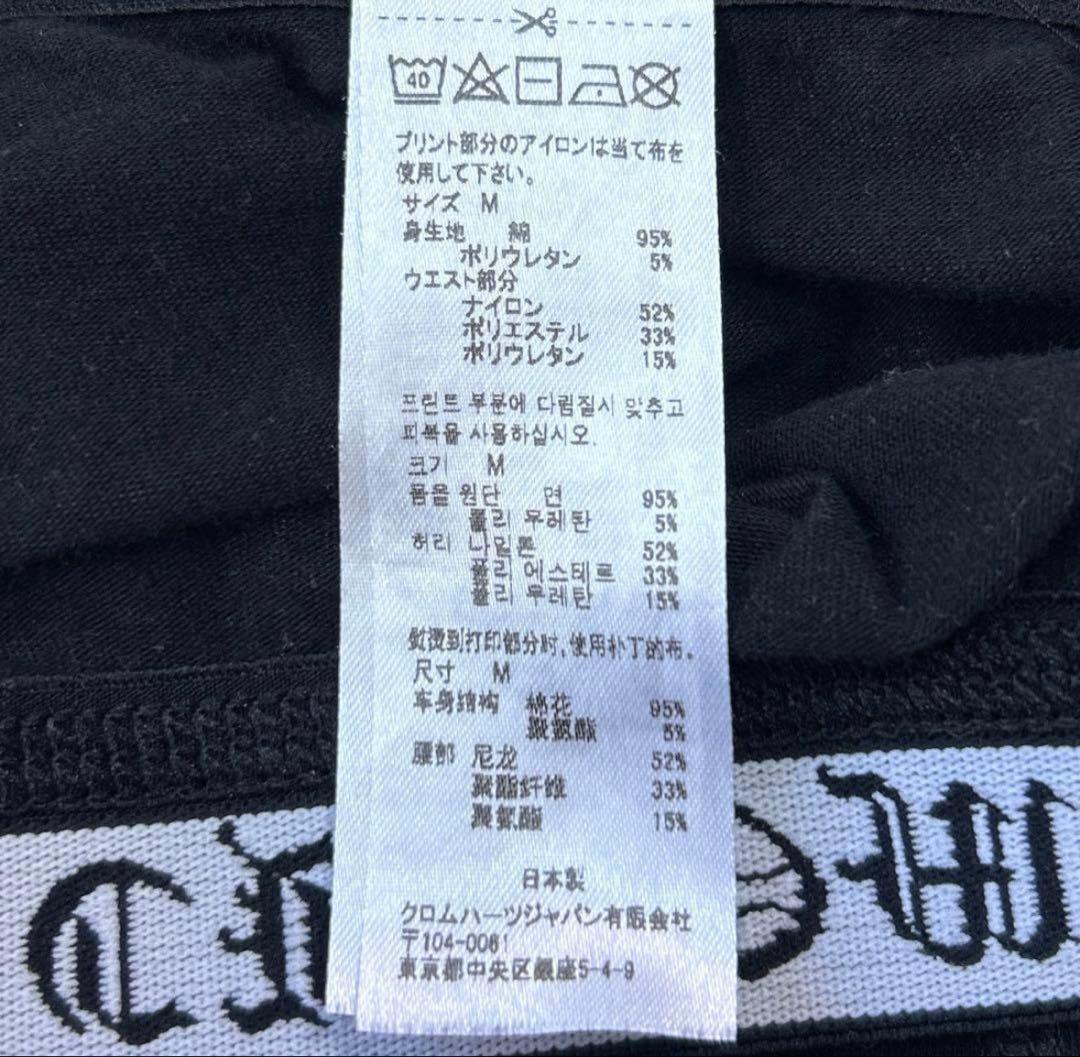 40
プリント部分のアイロンは当て布を
使用して下さい。
サイズ M
身生地 綿 95%
ポリウレタン 5%
ウエスト部分
ナイロン 52%
ポリエステル 33%
ポリウレタン 15%
프린트 부분에 다림질시 맞추고
피복을 사용하십시오.
크기 M
몸을 원단 면 95%
폴리 우레탄 5%
허리 나일론 52%
폴리 에스테르 33%
폴리 우레탄 15%
熨烫到打印部分时,使用补丁的布。
尺寸 M
车身结构 棉花 95%
聚氨酯 5%
腰部 尼龙 52%
聚酯纤维 33%
聚氨酯 15%
日本製
クロムハーツジャパン有限会社
〒104-0061
東京都中央区銀座5-4-9